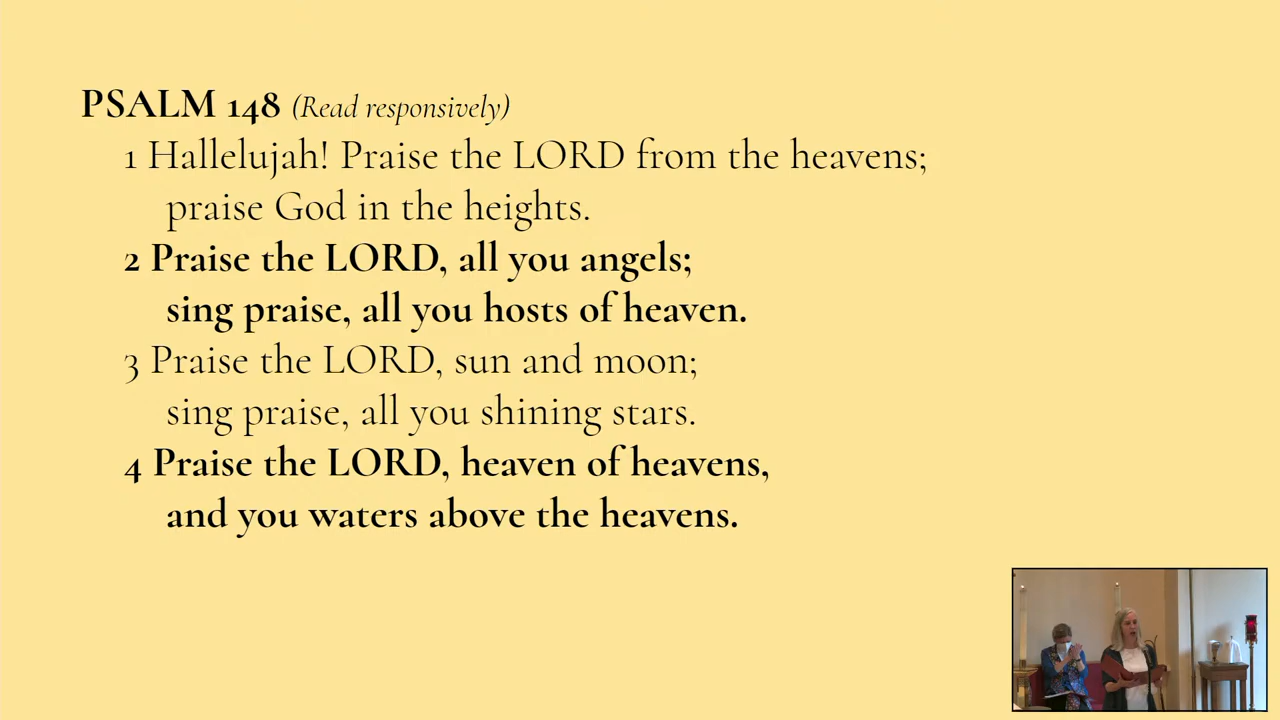 PSALM 148 (Read responsively)
1 Hallelujah! Praise the LORD from the heavens;
praise God in the heights.
2 Praise the LORD, all you angels;
sing praise, all you hosts of heaven.
3 Praise the LORD, sun and moon;
sing praise, all you shining stars.
4 Praise the LORD, heaven of heavens,
and you waters above the heavens.